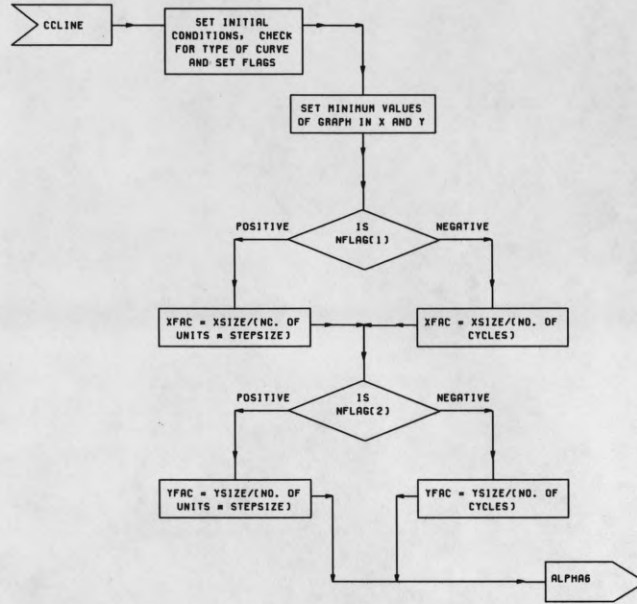 CCLINE
SET INITIAL
CONDITIONS, CHECK
FOR TYPE OF CURVE
AND SET FLAGS
SET MINIMUM VALUES
OF GRAPH IN X AND Y
IS
NFLAG(1)
POSITIVE
NEGATIVE
XFAC = XSIZE/(NC. OF
UNITS * STEPSIZE)
XFAC = XSIZE/(NO. OF
CYCLES)
IS
NFLAG(2)
POSITIVE
NEGATIVE
YFAC = YSIZE/(NO. OF
UNITS * STEPSIZE)
YFAC = YSIZE/(NO. OF
CYCLES)
ALPHA6